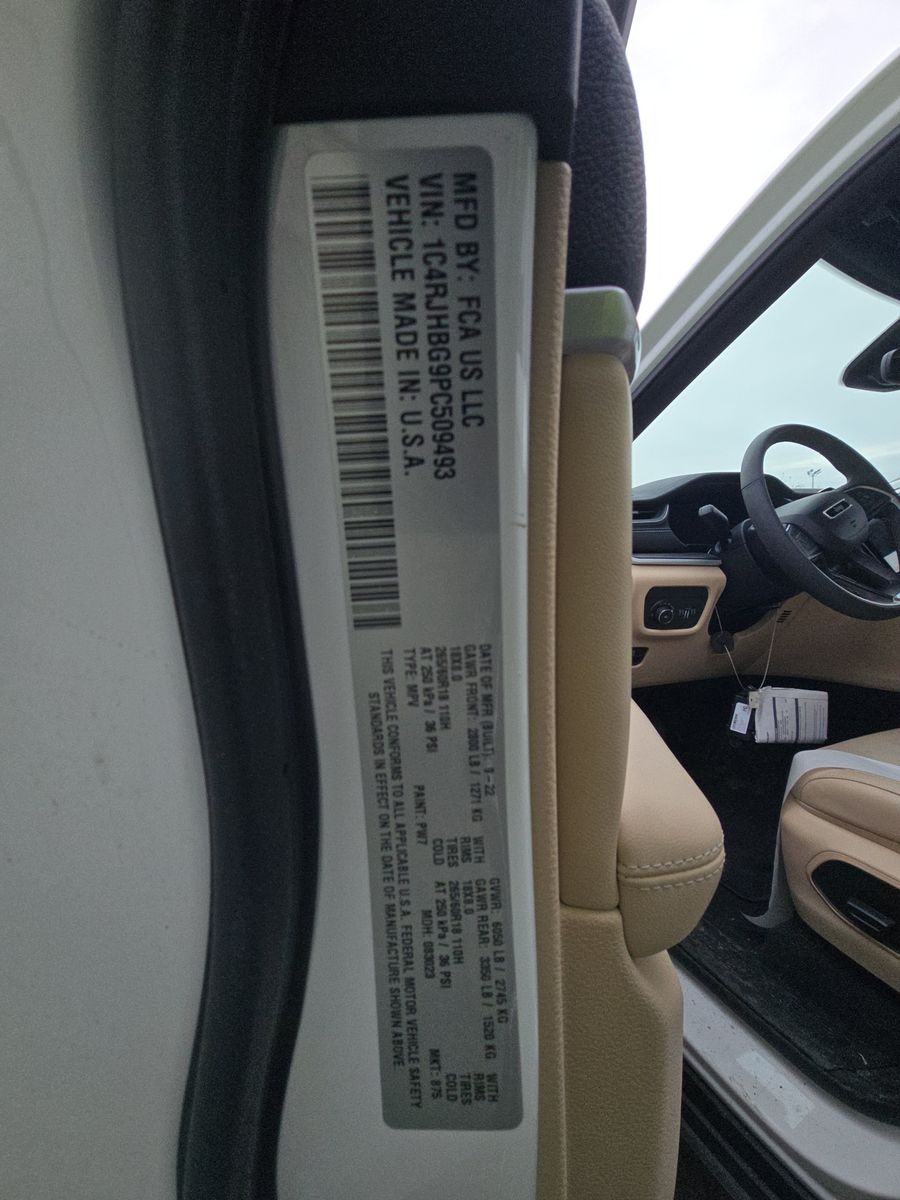 MFD BY: FCA US LLC
VIN: 1C4RJHBG9PC509493
VEHICLE MADE IN: U.S.A.
DATE OF MFR (BUILT). 9-22 GVWR: 6050 LB / 2745 KG
GAWR FRONT: 2800 LB / 1271 KG WITH GAWR REAR: 3350 LB / 1520 KG WITH
18X8.0 RIMS 18X8.0 RIMS
265/60R18 110H TIRES 265/60R18 110H TIRES
AT 250 kPa / 36 PSI COLD AT 250 kPa / 36 PSI COLD
TYPE: MPV PAINT: PW7 MDH: 083023 MKT: 875
THIS VEHICLE CONFORMS TO ALL APPLICABLE U.S.A. FEDERAL MOTOR VEHICLE SAFETY
STANDARDS IN EFFECT ON THE DATE OF MANUFACTURE SHOWN ABOVE.